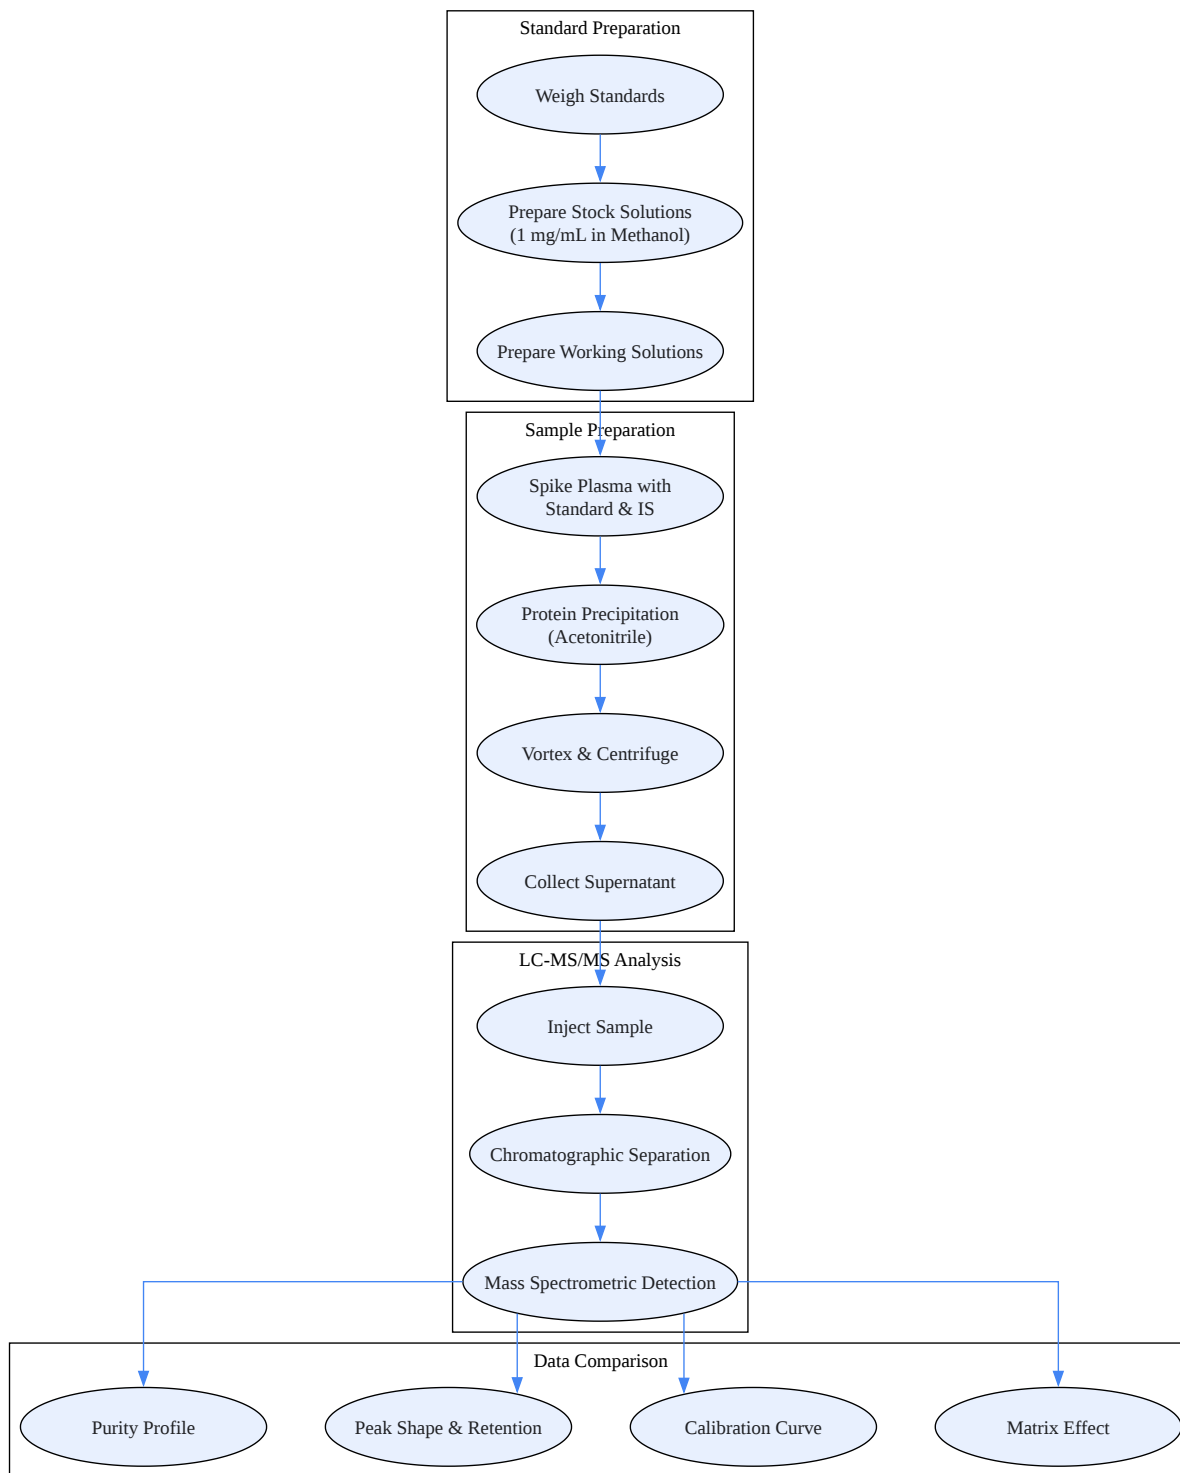 Standard Preparation
Weigh Standards
Prepare Stock Solutions
(1 mg/mL in Methanol)
Prepare Working Solutions
Sample Preparation
Spike Plasma with
Standard & IS
Protein Precipitation
(Acetonitrile)
Vortex & Centrifuge
Collect Supernatant
LC-MS/MS Analysis
Inject Sample
Chromatographic Separation
Mass Spectrometric Detection
Data Comparison
Purity Profile
Peak Shape & Retention
Calibration Curve
Matrix Effect